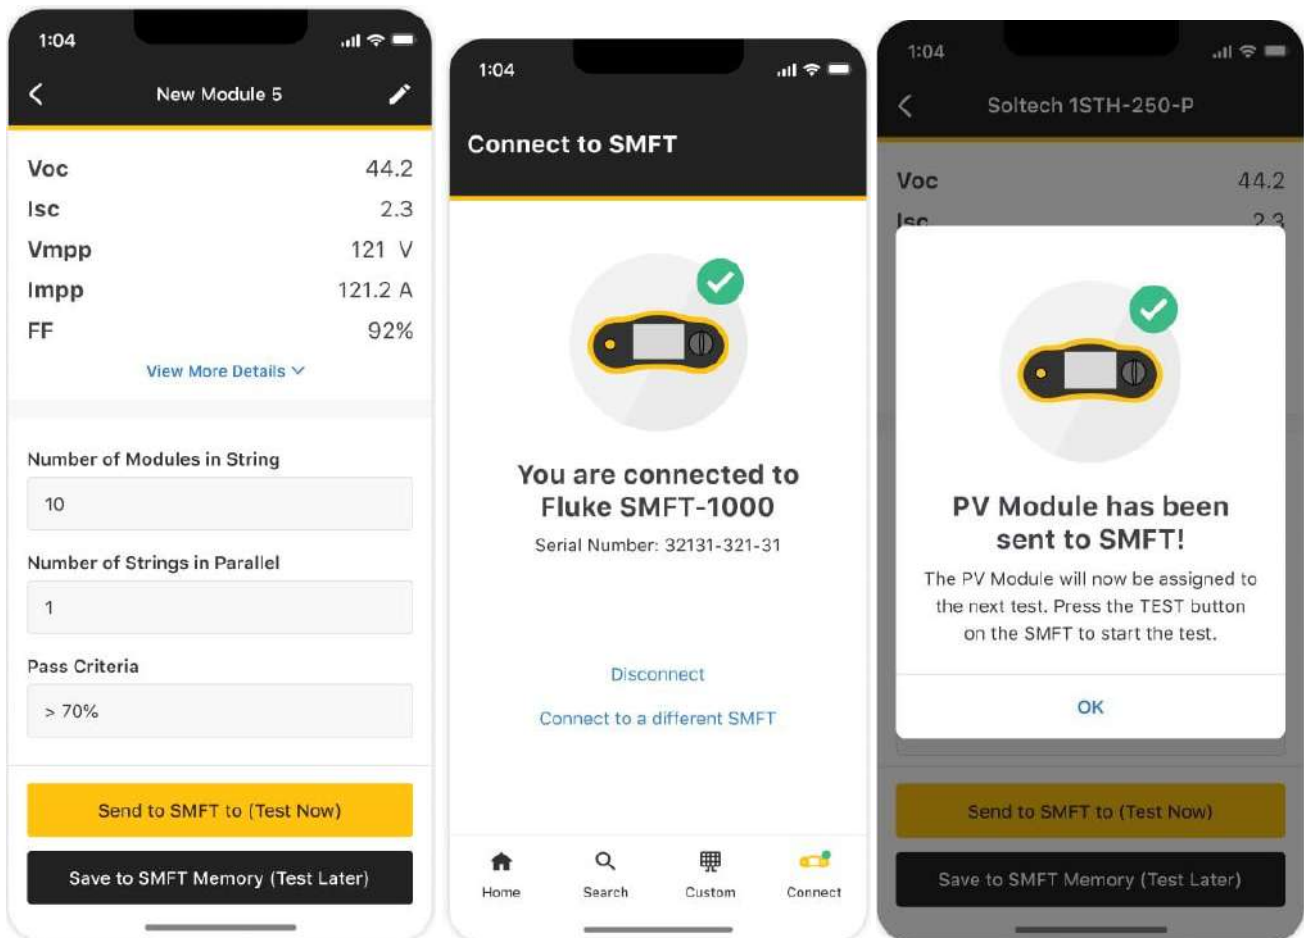 1:04
New Module 5
Voc 44.2
Isc 2.3
Vmpp 121 V
Impp 121.2 A
FF 92%
View More Details
Number of Modules in String
10
Number of Strings in Parallel
1
Pass Criteria
> 70%
Send to SMFT to (Test Now)
Save to SMFT Memory (Test Later)
1:04
Connect to SMFT
You are connected to
Fluke SMFT-1000
Serial Number: 32131-321-31
Disconnect
Connect to a different SMFT
Home Search Custom Connect
1:04
Soltech 1STH-250-P
Voc 44.2
Isc 2.3
PV Module has been
sent to SMFT!
The PV Module will now be assigned to
the next test. Press the TEST button
on the SMFT to start the test.
OK
Send to SMFT to (Test Now)
Save to SMFT Memory (Test Later)